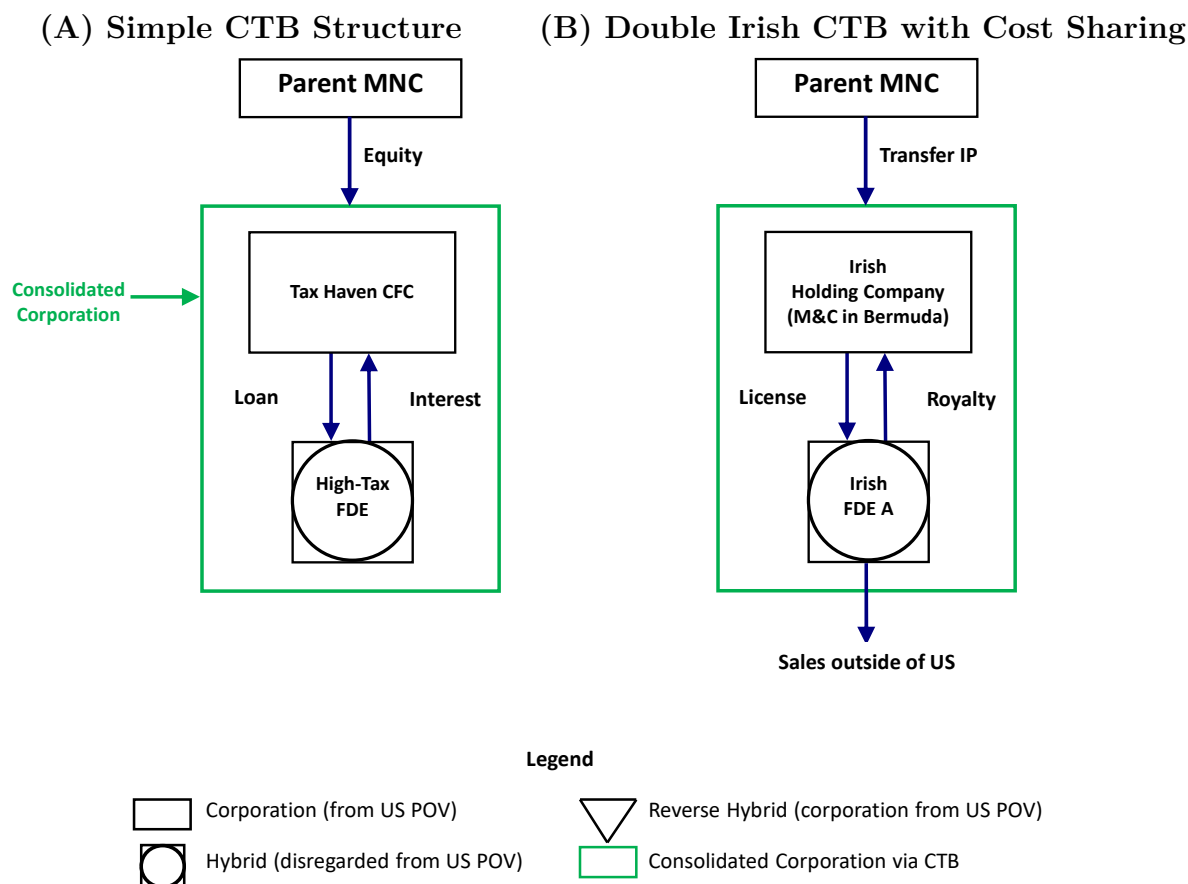 (A) Simple CTB Structure
Parent MNC
Equity
Consolidated
Corporation
Tax Haven CFC
Loan
Interest
High-Tax
FDE
(B) Double Irish CTB with Cost Sharing
Parent MNC
Transfer IP
Irish
Holding Company
(M&C in Bermuda)
License
Royalty
Irish
FDE A
Sales outside of US
Legend
Corporation (from US POV)
Reverse Hybrid (corporation from US POV)
Hybrid (disregarded from US POV)
Consolidated Corporation via CTB